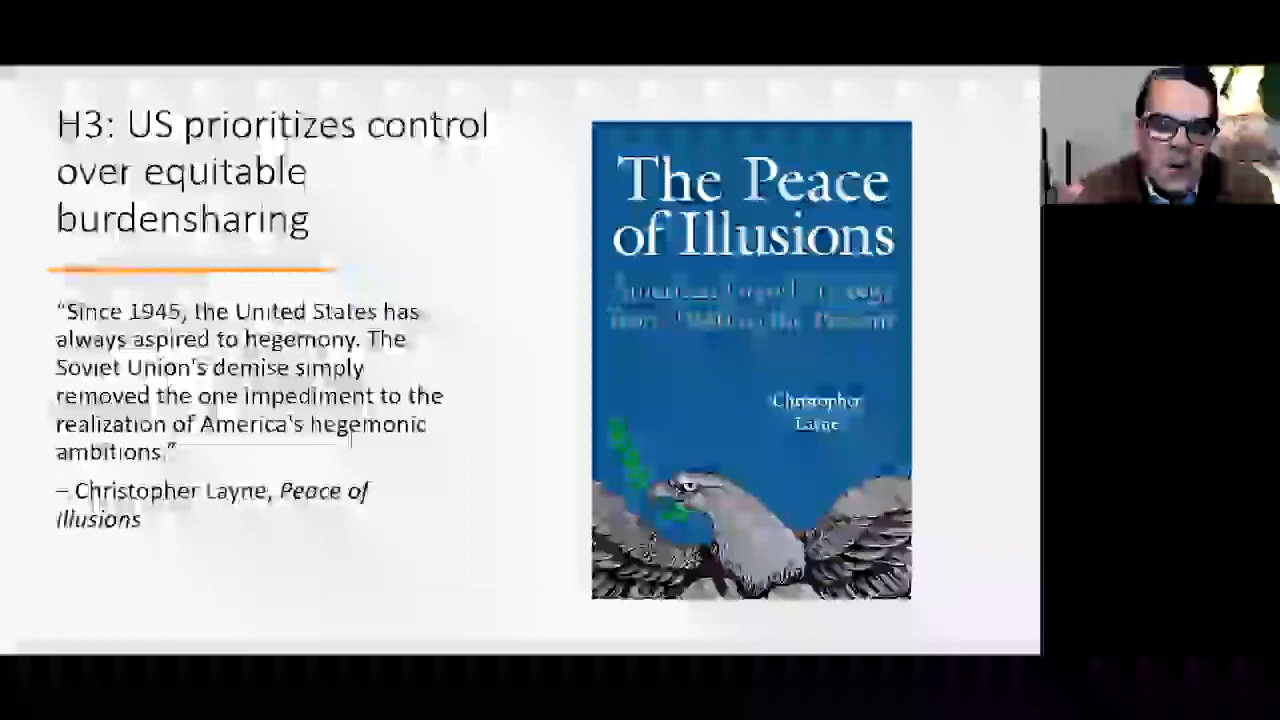 H3: US prioritizes control
over equitable
burdensharing
“Since 1945, the United States has
always aspired to hegemony. The
Soviet Union's demise simply
removed the one impediment to the
realization of America's hegemonic
ambitions.”
– Christopher Layne, Peace of
Illusions
The Peace
of Illusions
Christopher
Layne